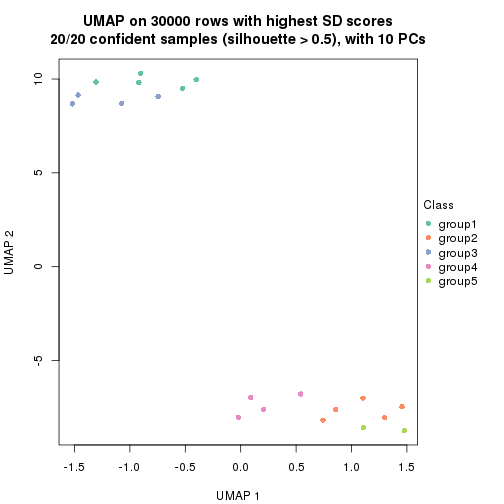 UMAP on 30000 rows with highest SD scores
20/20 confident samples (silhouette > 0.5), with 10 PCs
10
5
0
-5
UMAP 2
-1.5
-1.0
-0.5
0.0
0.5
1.0
1.5
UMAP 1
Class
group1
group2
group3
group4
group5